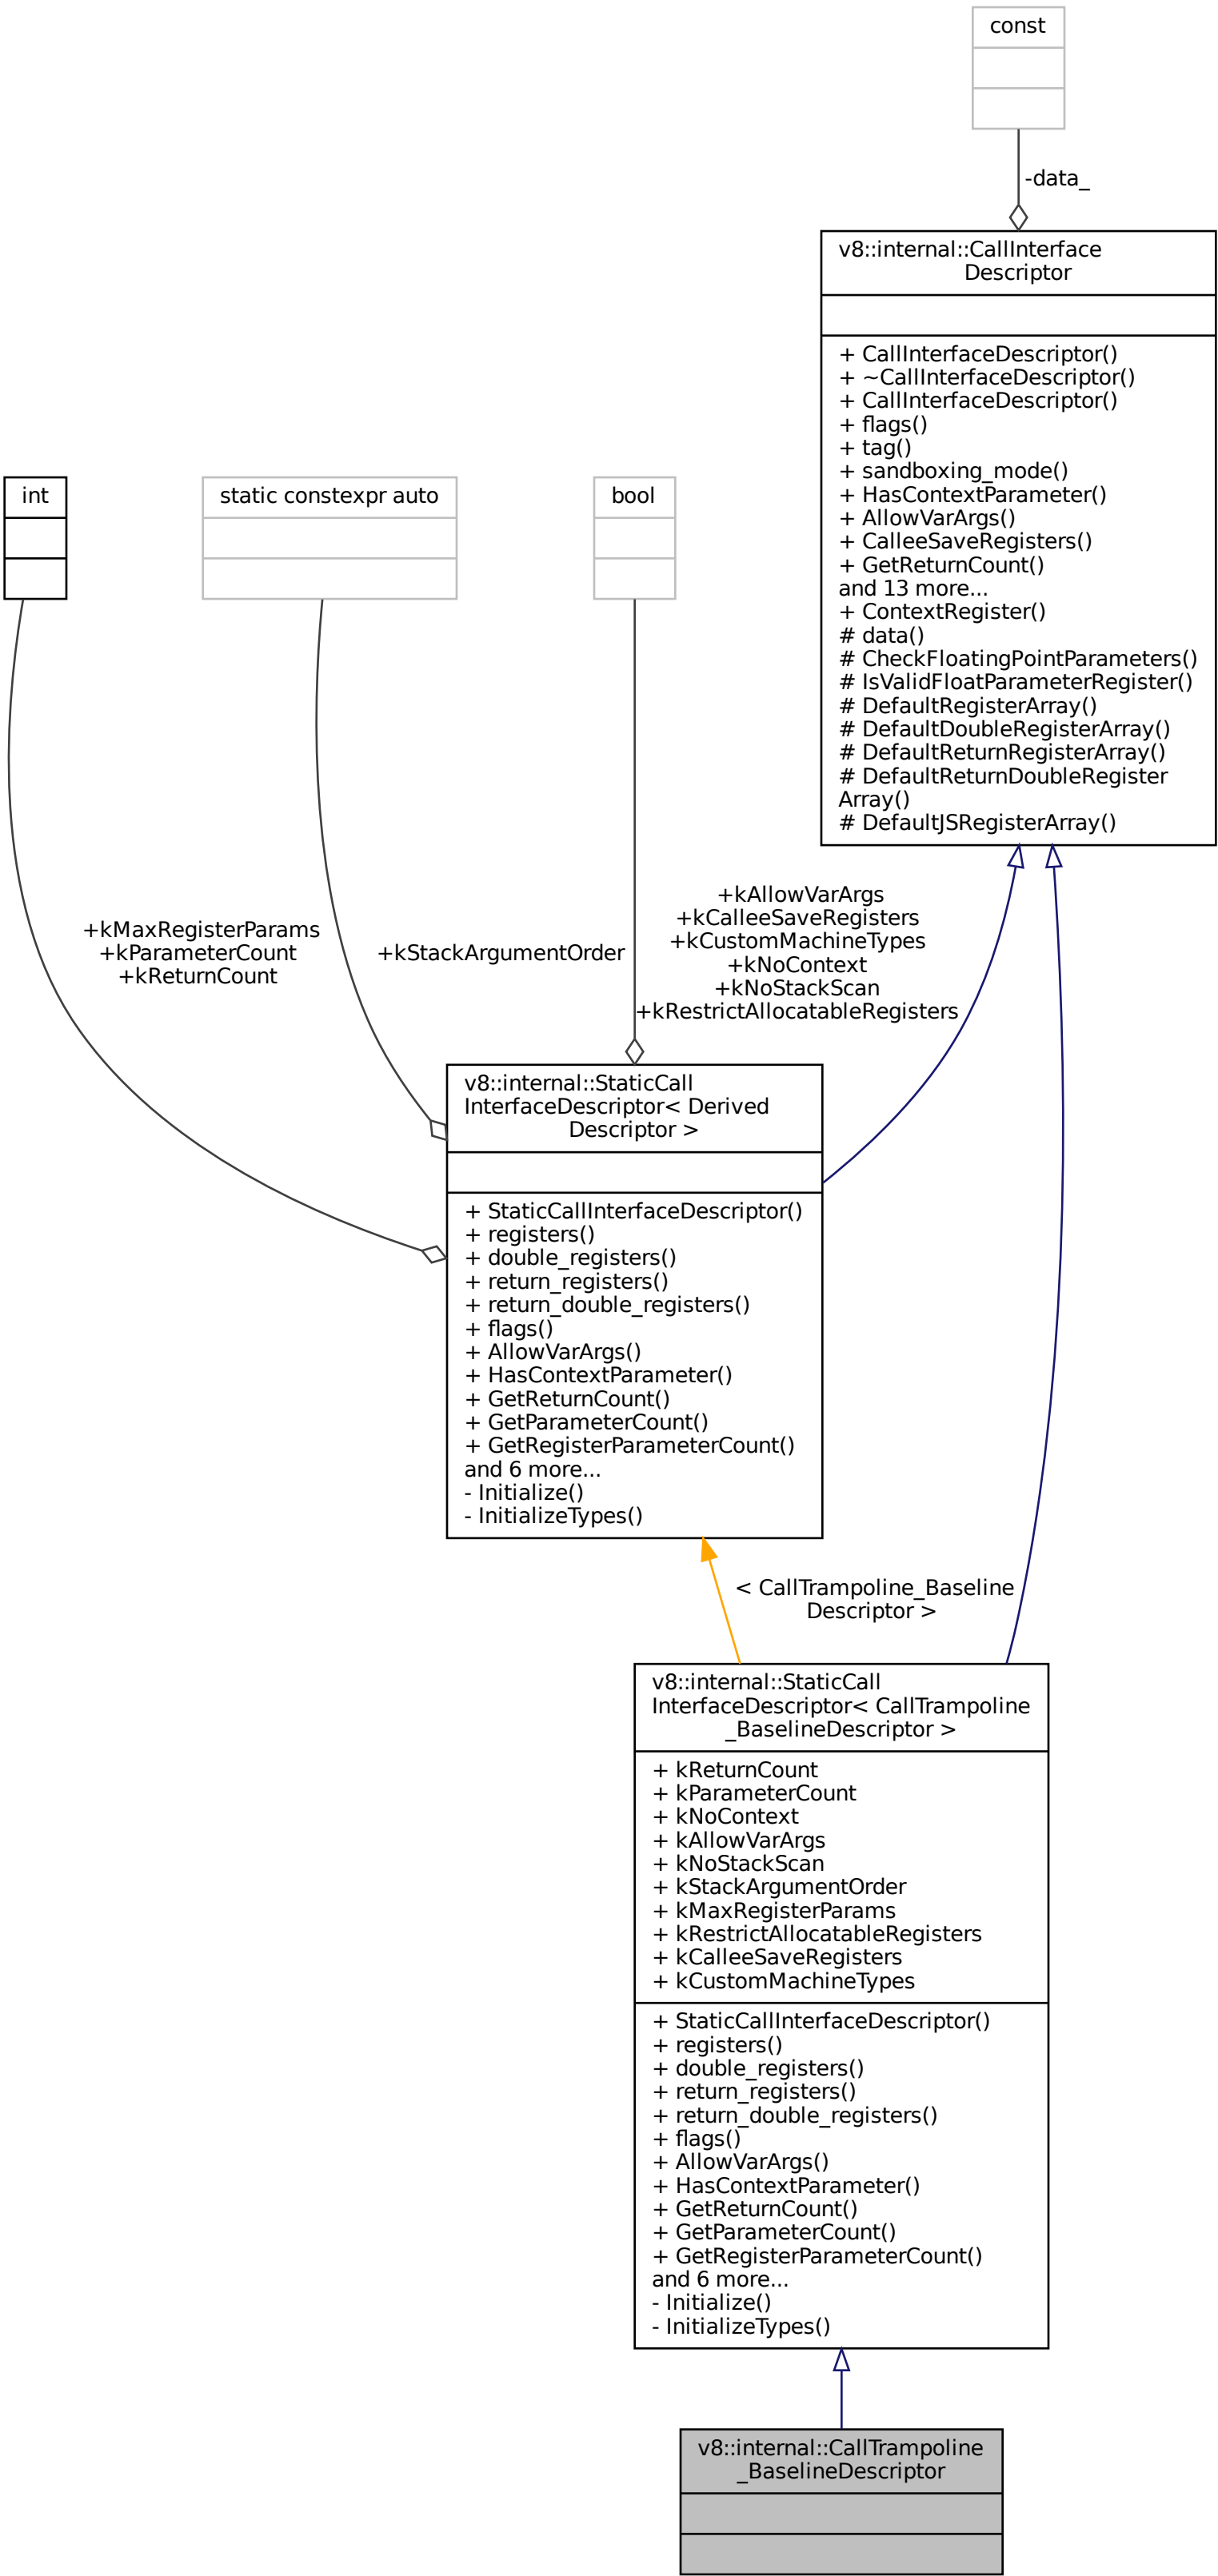 const
-data_
v8::internal::CallInterface
Descriptor
+ CallInterfaceDescriptor()
+ ~CallInterfaceDescriptor()
+ CallInterfaceDescriptor()
+ flags()
+ tag()
+ sandboxing_mode()
+ HasContextParameter()
+ AllowVarArgs()
+ CalleeSaveRegisters()
+ GetReturnCount()
and 13 more...
+ ContextRegister()
# data()
# CheckFloatingPointParameters()
# IsValidFloatParameterRegister()
# DefaultRegisterArray()
# DefaultDoubleRegisterArray()
# DefaultReturnRegisterArray()
# DefaultReturnDoubleRegister
Array()
# DefaultJSRegisterArray()
int
static constexpr auto
bool
+kMaxRegisterParams
+kParameterCount
+kReturnCount
+kStackArgumentOrder
+kAllowVarArgs
+kCalleeSaveRegisters
+kCustomMachineTypes
+kNoContext
+kNoStackScan
+kRestrictAllocatableRegisters
v8::internal::StaticCall
InterfaceDescriptor< Derived
Descriptor >
+ StaticCallInterfaceDescriptor()
+ registers()
+ double_registers()
+ return_registers()
+ return_double_registers()
+ flags()
+ AllowVarArgs()
+ HasContextParameter()
+ GetReturnCount()
+ GetParameterCount()
+ GetRegisterParameterCount()
and 6 more...
- Initialize()
- InitializeTypes()
< CallTrampoline_Baseline
Descriptor >
v8::internal::StaticCall
InterfaceDescriptor< CallTrampoline
_BaselineDescriptor >
+ kReturnCount
+ kParameterCount
+ kNoContext
+ kAllowVarArgs
+ kNoStackScan
+ kStackArgumentOrder
+ kMaxRegisterParams
+ kRestrictAllocatableRegisters
+ kCalleeSaveRegisters
+ kCustomMachineTypes
+ StaticCallInterfaceDescriptor()
+ registers()
+ double_registers()
+ return_registers()
+ return_double_registers()
+ flags()
+ AllowVarArgs()
+ HasContextParameter()
+ GetReturnCount()
+ GetParameterCount()
+ GetRegisterParameterCount()
and 6 more...
- Initialize()
- InitializeTypes()
v8::internal::CallTrampoline
_BaselineDescriptor